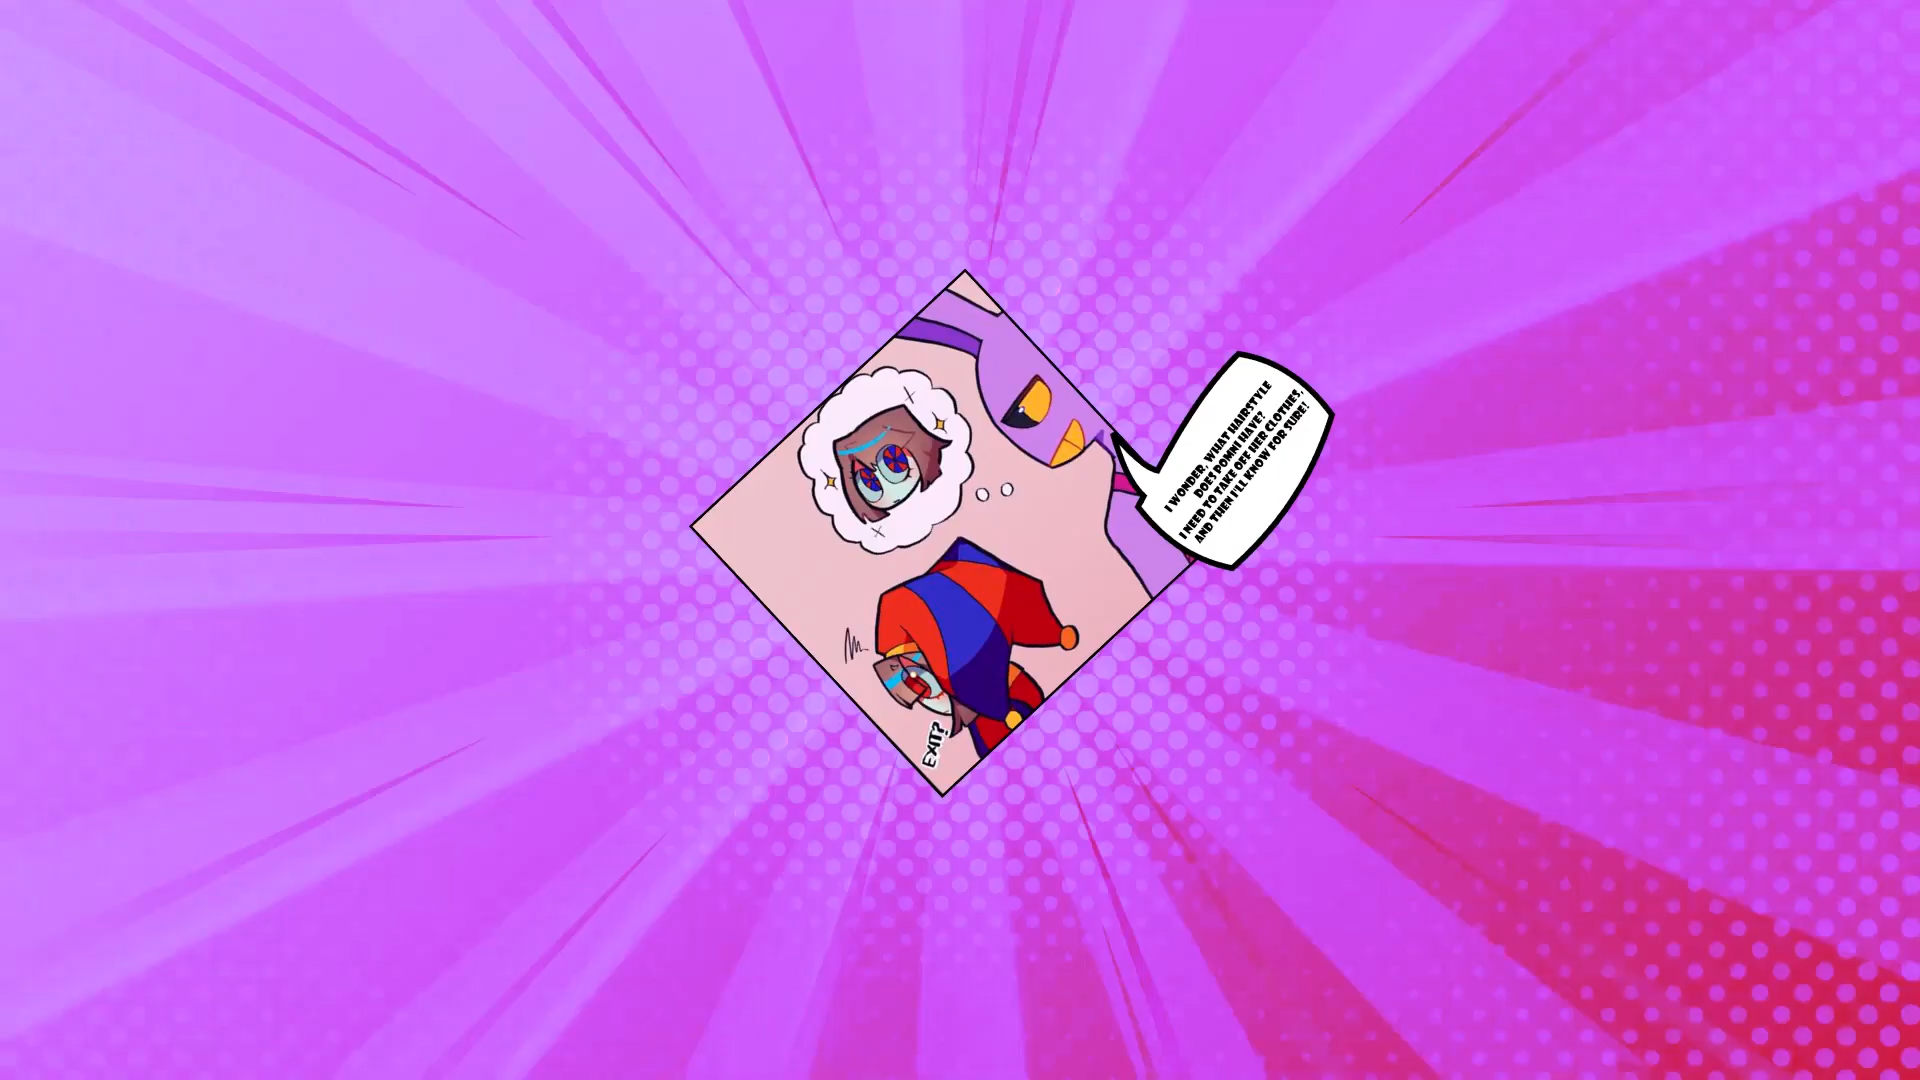 I WONDER, WHAT HAIRSTYLE
DOES POMNI HAVE?
I NEED TO TAKE OFF HER CLOTHES,
AND THEN I'LL KNOW FOR SURE!
EXIT?